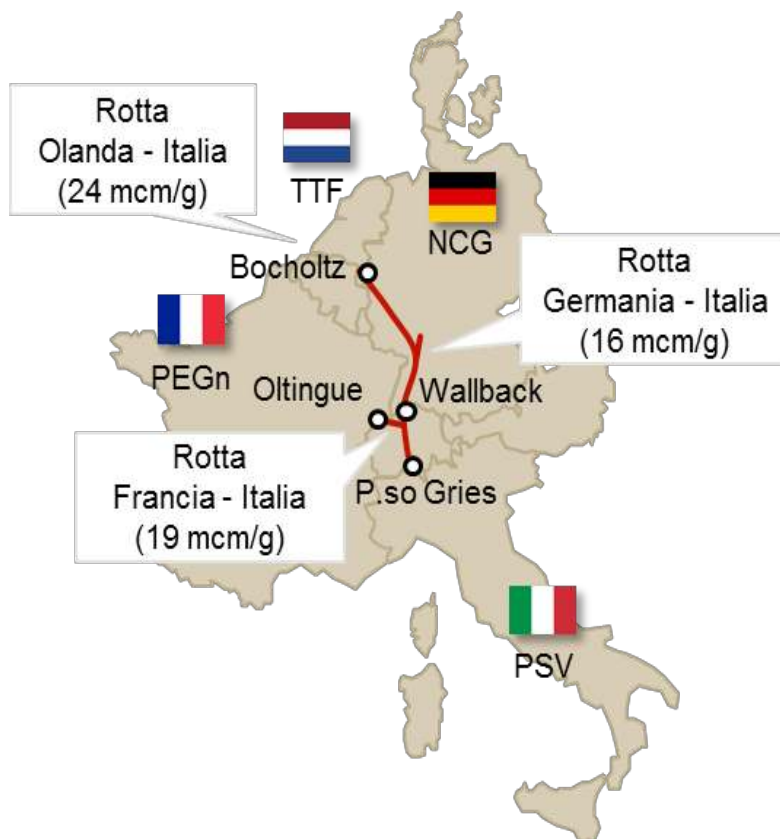 Rotta
Olanda - Italia
(24 mcm/g)
TTF
NCG
Bocholtz
Rotta
Germania - Italia
(16 mcm/g)
PEGn
Oltingue
Wallback
Rotta
Francia - Italia
(19 mcm/g)
P.so Gries
PSV